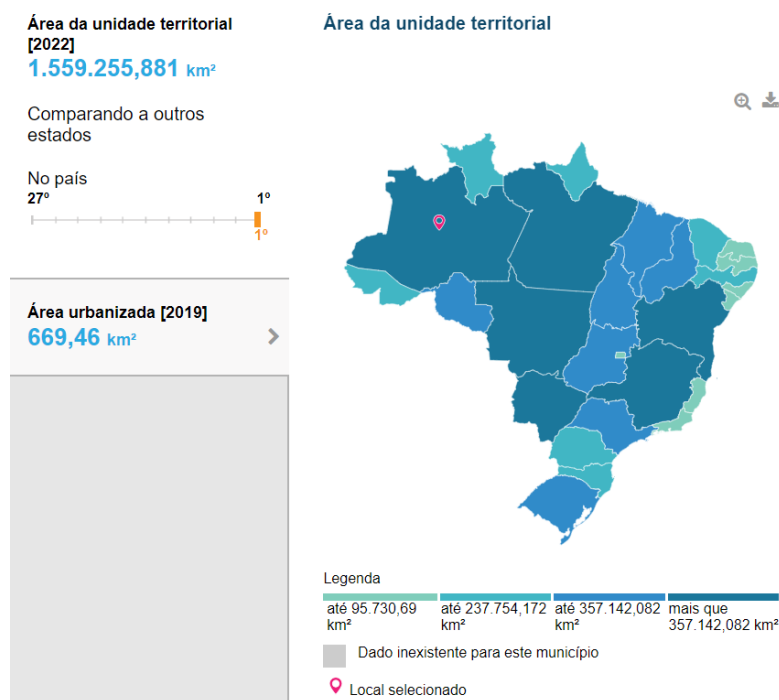 Área da unidade territorial
[2022]
1.559.255,881 km²
Comparando a outros
estados
No país
27º 1º
1º
Área urbanizada [2019]
669,46 km²
Área da unidade territorial
Legenda
até 95.730,69
km²
até 237.754,172
km²
até 357.142,082
km²
mais que
357.142,082 km²
Dado inexistente para este município
Local selecionado